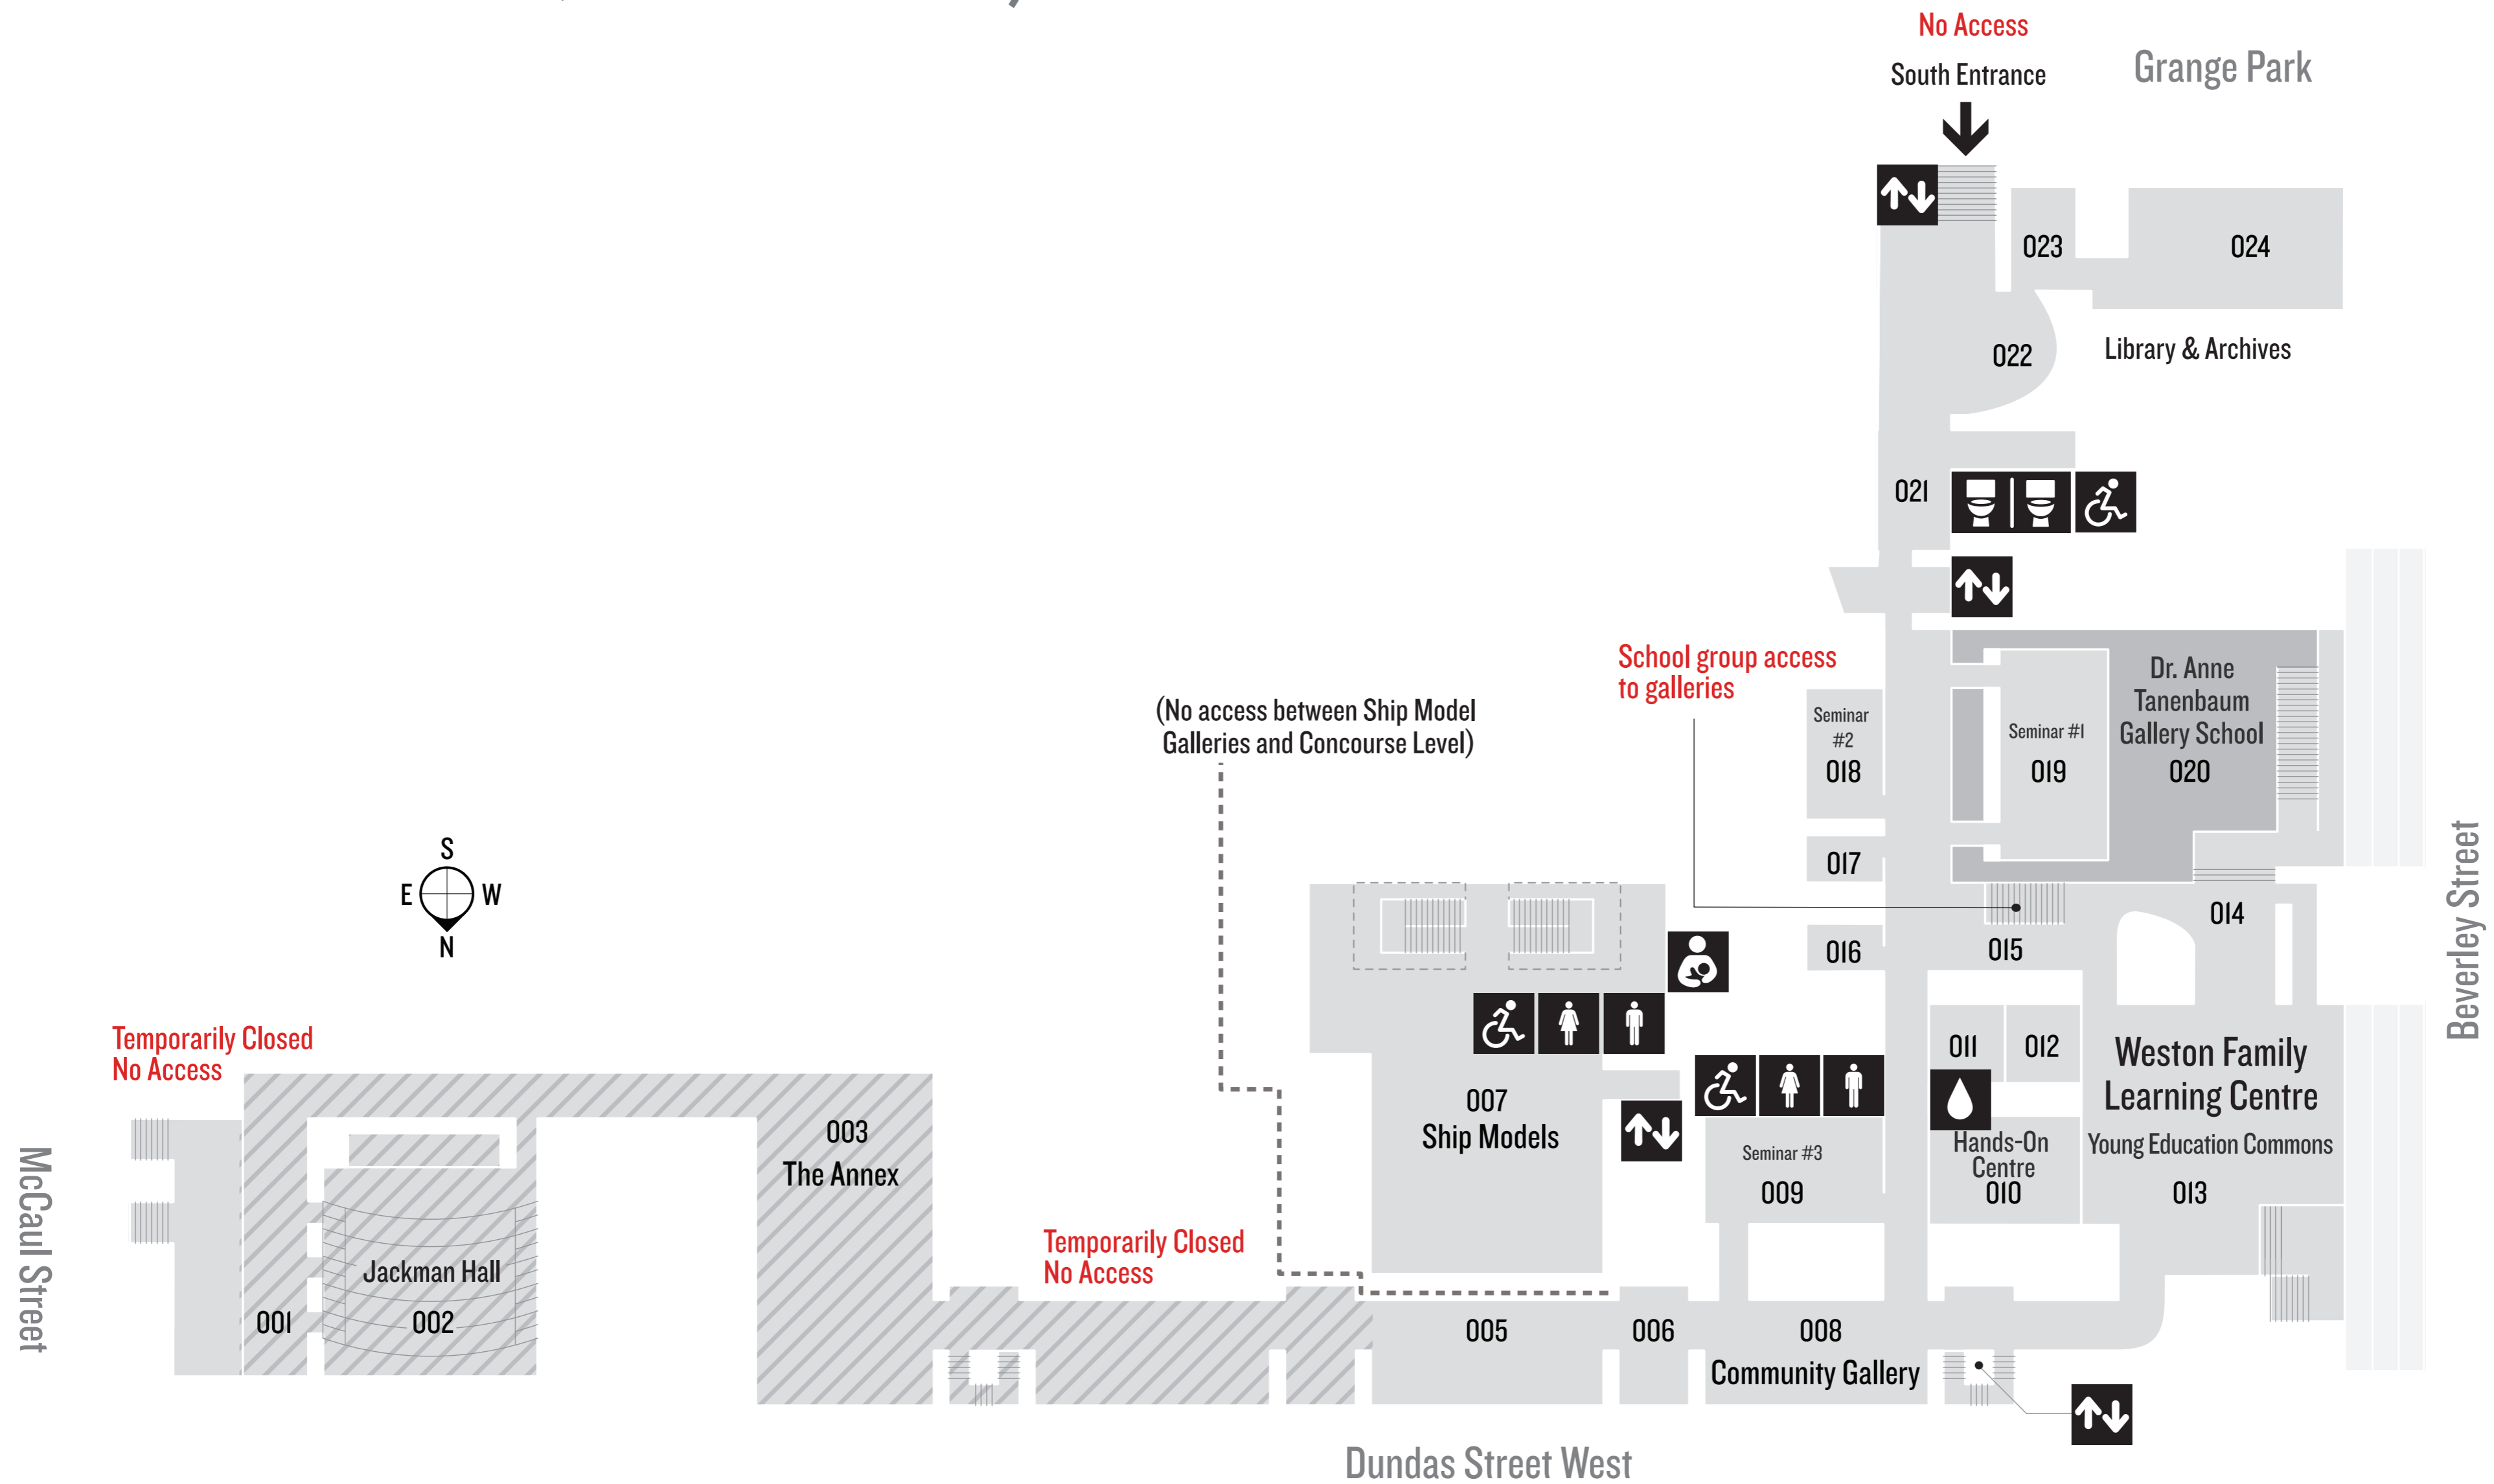 No Access
South Entrance
Grange Park
023
024
022
Library & Archives
021
School group access
to galleries
(No access between Ship Model
Galleries and Concourse Level)
Seminar
#2
018
Seminar #1
019
Dr. Anne
Tanenbaum
Gallery School
020
017
014
015
016
S
E
W
N
Beverley Street
Temporarily Closed
No Access
011
012
Weston Family
Learning Centre
Young Education Commons
013
007
Ship Models
003
The Annex
Seminar #3
009
Hands-On
Centre
010
McCaul Street
Jackman Hall
001
002
Temporarily Closed
No Access
005
006
008
Community Gallery
Dundas Street West